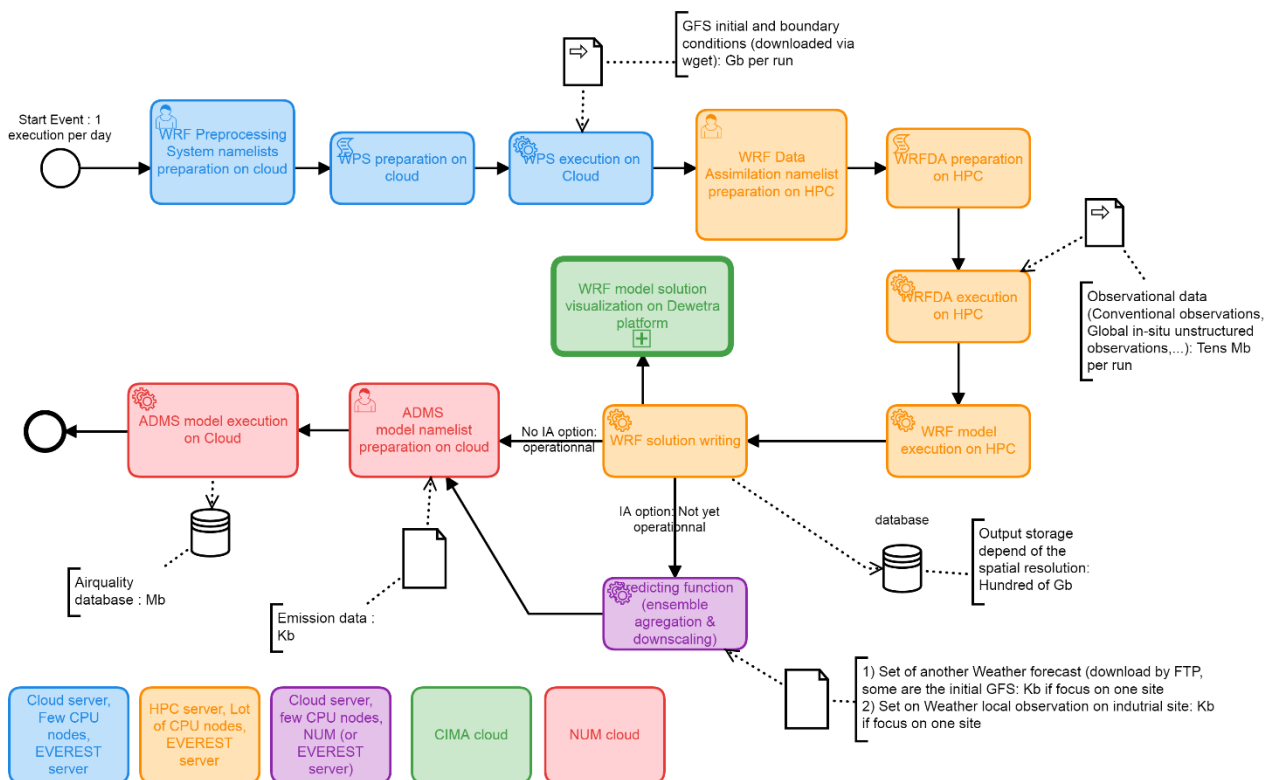 GFS initial and boundary
conditions (downloaded via
wget): Gb per run
Start Event : 1
execution per day
WRF Preprocessing
System namelists
preparation on cloud
WPS preparation on
cloud
WPS execution on
Cloud
WRF Data
Assimilation namelist
preparation on HPC
WRFDA preparation
on HPC
WRFDA execution
on HPC
Observational data
(Conventional observations,
Global in-situ unstructured
observations,...): Tens Mb
per run
WRF model solution
visualization on Dewetra
platform
ADMS model execution
on Cloud
ADMS
model namelist
preparation on cloud
No IA option:
operationnal
WRF solution writing
WRF model
execution on HPC
IA option: Not yet
operationnal
database
Output storage
depend of the
spatial resolution:
Hundred of Gb
Airquality
database : Mb
Emission data :
Kb
(ensemble
agregation &
downscaling)
function
1) Set of another Weather forecast (download by FTP,
some are the initial GFS: Kb if focus on one site
2) Set on Weather local observation on indutrial site: Kb
if focus on one site
Cloud server,
Few CPU
nodes,
EVEREST
server
HPC server, Lot
of CPU nodes,
EVEREST
server
Cloud server,
few CPU nodes,
NUM (or
EVEREST
server)
CIMA cloud
NUM cloud